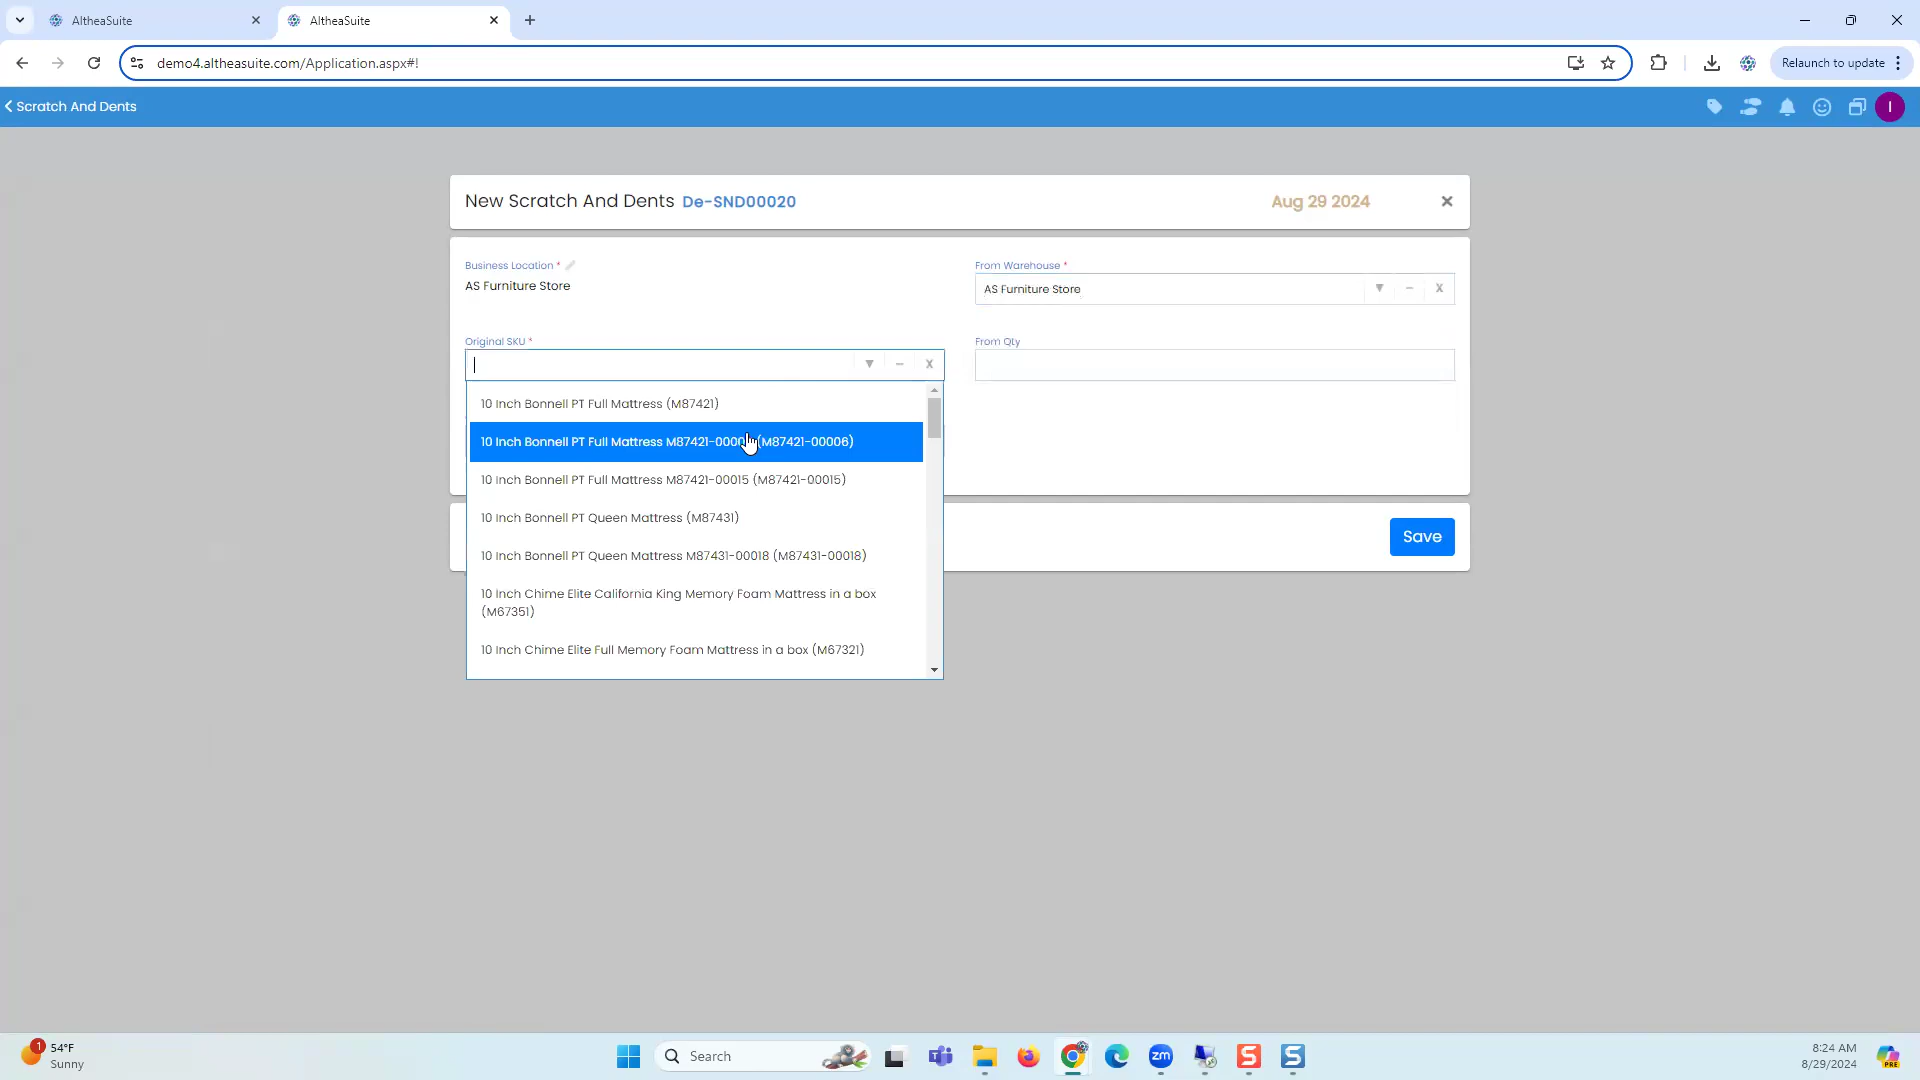 AltheaSuite
AltheaSuite
demo4.altheasuite.com/Application.aspx#!
Relaunch to update
Scratch And Dents
I
New Scratch And Dents De-SND00020
Aug 29 2024
Business Location *
AS Furniture Store
From Warehouse *
AS Furniture Store
Original SKU *
From Qty
10 Inch Bonnell PT Full Mattress (M87421)
10 Inch Bonnell PT Full Mattress M87421-0000 (M87421-00006)
10 Inch Bonnell PT Full Mattress M87421-00015 (M87421-00015)
10 Inch Bonnell PT Queen Mattress (M87431)
10 Inch Bonnell PT Queen Mattress M87431-00018 (M87431-00018)
10 Inch Chime Elite California King Memory Foam Mattress in a box
(M67351)
10 Inch Chime Elite Full Memory Foam Mattress in a box (M67321)
Save
1
54°F
Sunny
Search
zm
S
S
PRE
8:24 AM
8/29/2024